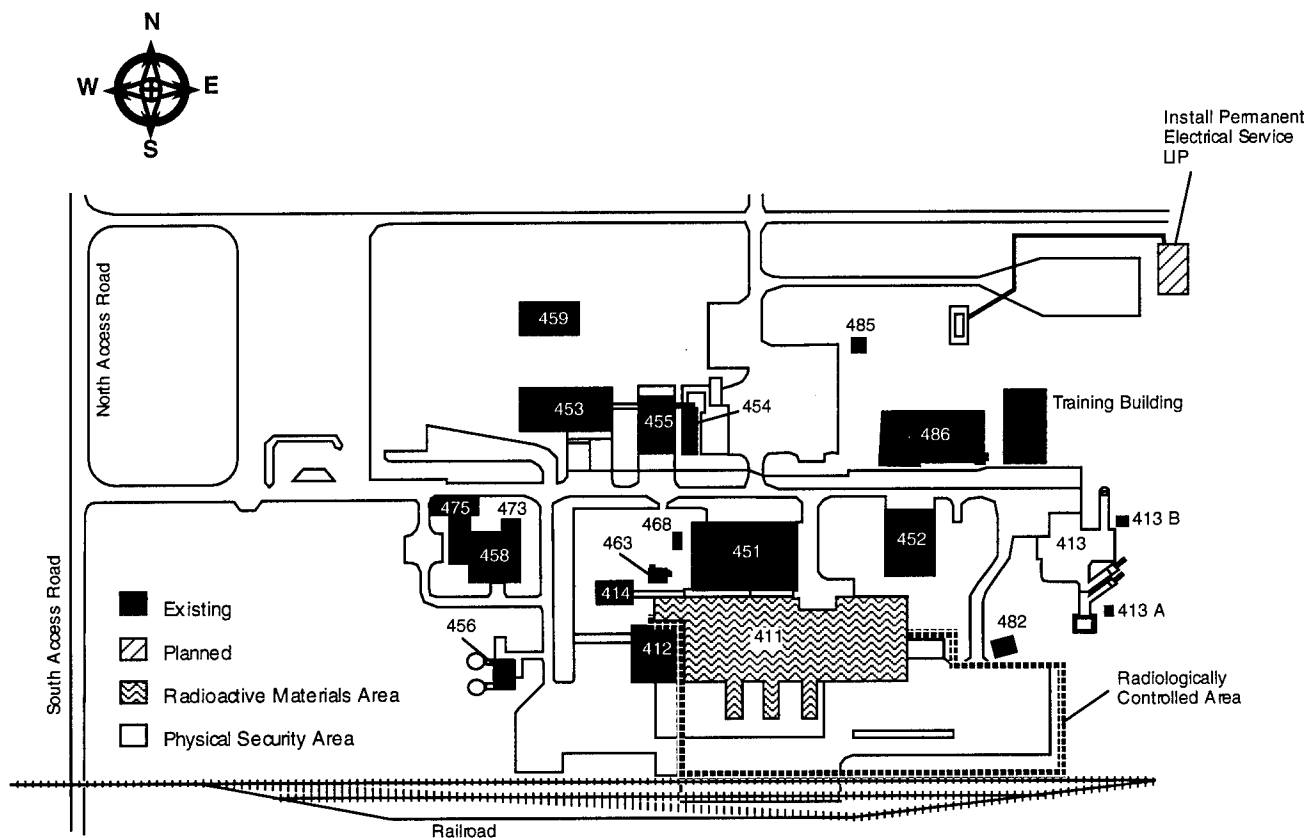 N
W E
S
Install Permanent
Electrical Service
LIP
North Access Road
459
485
453
455
454
486
Training Building
475
473
458
468
451
463
452
413
413 B
414
413 A
South Access Road
Existing
Planned
Radioactive Materials Area
Physical Security Area
456
412
411
482
Radiologically
Controlled Area
Railroad